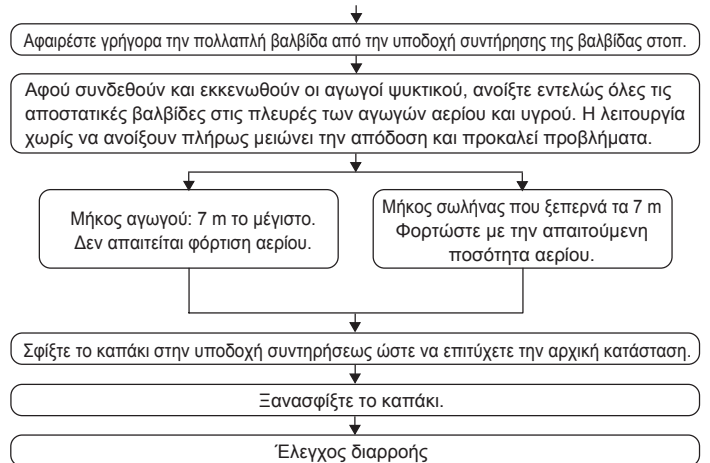 Αφαιρέστε γρήγορα την πολλαπλή βαλβίδα από την υποδοχή συντήρησης της βαλβίδας στοπ.
Αφού συνδεθούν και εκκενωθούν οι αγωγοί ψυκτικού, ανοίξτε εντελώς όλες τις
αποστατικές βαλβίδες στις πλευρές των αγωγών αερίου και υγρού. Η λειτουργία
χωρίς να ανοίξουν πλήρως μειώνει την απόδοση και προκαλεί προβλήματα.
Μήκος αγωγού: 7 m το μέγιστο.
Δεν απαιτείται φόρτιση αερίου.
Μήκος σωλήνας που ξεπερνά τα 7 m
Φορτώστε με την απαιτούμενη
ποσότητα αερίου.
Σφίξτε το καπάκι στην υποδοχή συντηρήσεως ώστε να επιτύχετε την αρχική κατάσταση.
Ξανασφίξτε το καπάκι.
Έλεγχος διαρροής